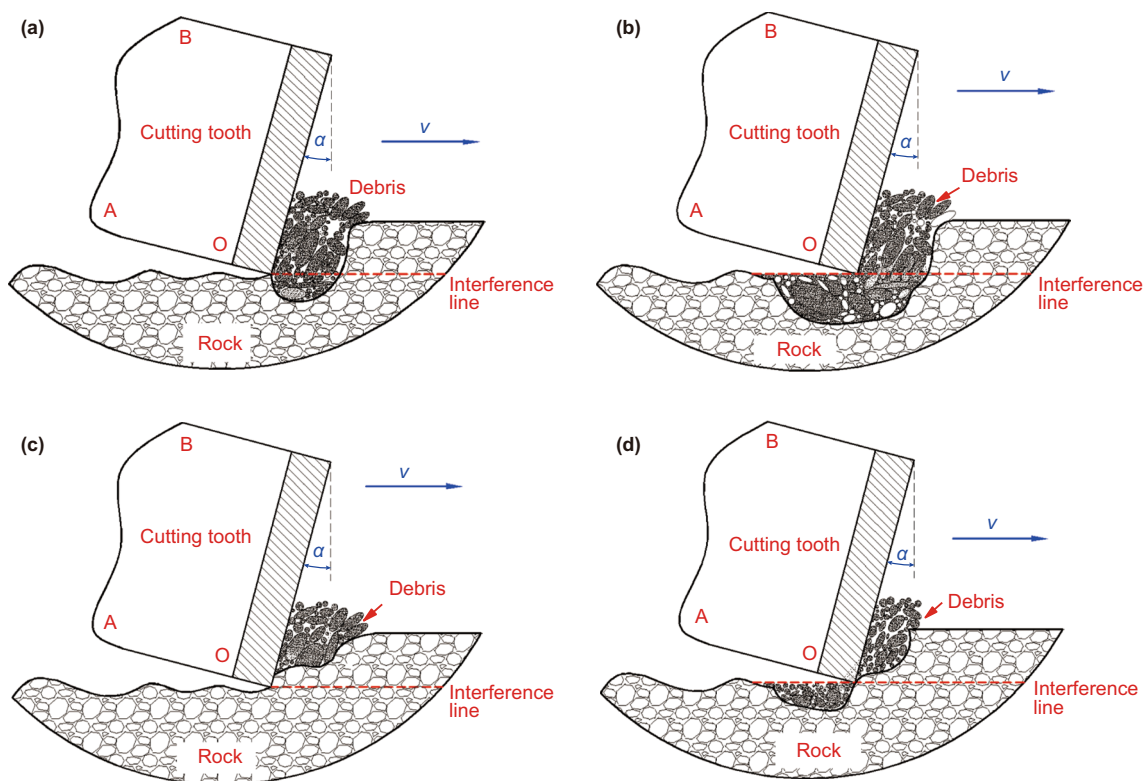 (a)
B
v
Cutting tooth
α
Debris
A
O
Interference
line
Rock
(b)
B
v
Cutting tooth
α
Debris
A
O
Interference
line
Rock
(c)
B
v
Cutting tooth
α
Debris
A
O
Interference
line
Rock
(d)
B
v
Cutting tooth
α
Debris
A
O
Interference
line
Rock